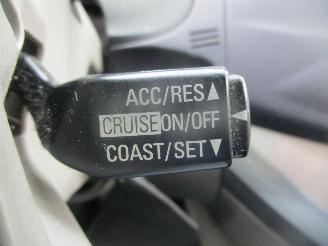 ACC/RES▲
CRUISE ON/OFF
COAST/SET▼